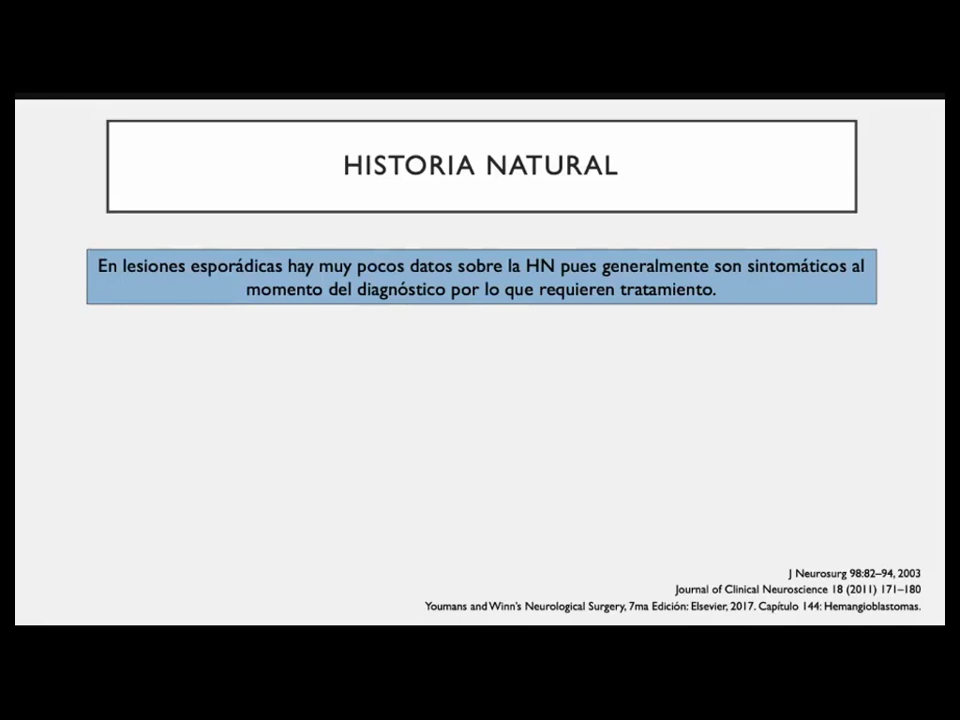 HISTORIA NATURAL
En lesiones esporádicas hay muy pocos datos sobre la HN pues generalmente son sintomáticos al
momento del diagnóstico por lo que requieren tratamiento.
J Neurosurg 98:82–94, 2003
Journal of Clinical Neuroscience 18 (2011) 171–180
Youmans and Winn's Neurological Surgery, 7ma Edición: Elsevier, 2017. Capítulo 144: Hemangioblastomas.